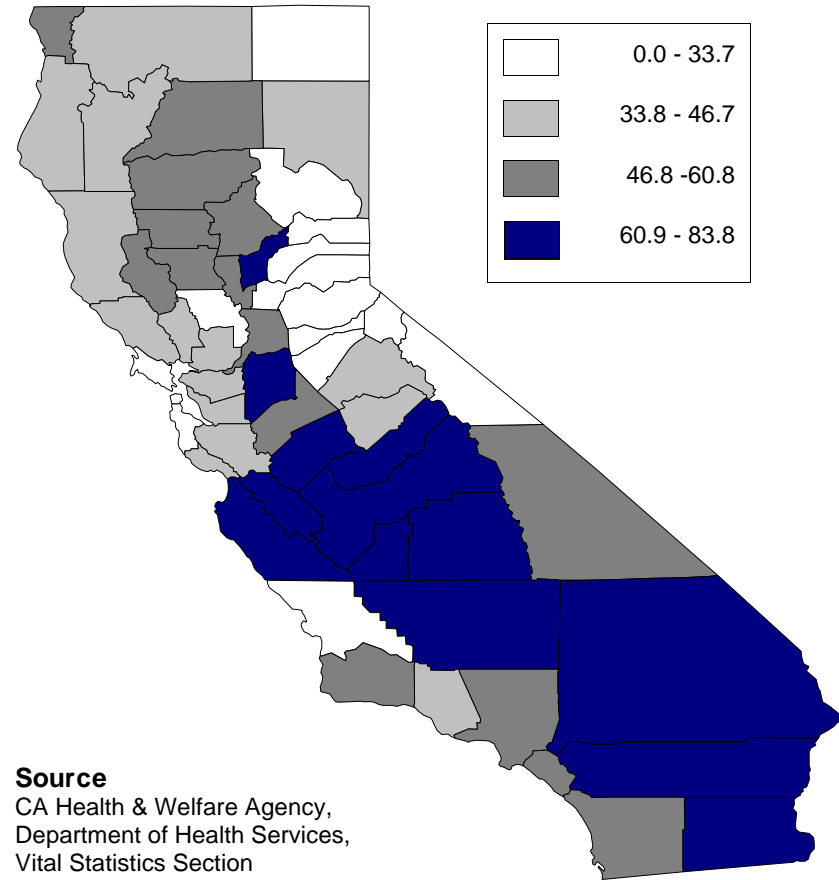 0.0 - 33.7
33.8 - 46.7
46.8 -60.8
60.9 - 83.8
Source
CA Health & Welfare Agency,
Department of Health Services,
Vital Statistics Section